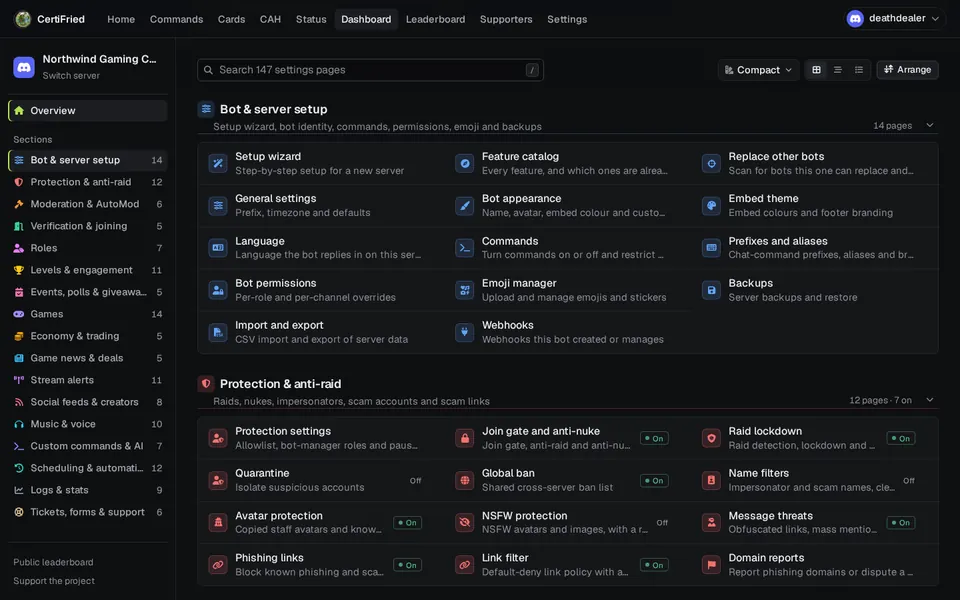 CertiFried
Home
Commands
Cards
CAH
Status
Dashboard
Leaderboard
Supporters
Settings
deathdealer
Northwind Gaming C…
Switch server
Search 147 settings pages
/
Compact
Arrange
Overview
Sections
Bot & server setup 14
Protection & anti-raid 12
Moderation & AutoMod 6
Verification & joining 5
Roles 7
Levels & engagement 11
Events, polls & giveawa… 5
Games 14
Economy & trading 5
Game news & deals 5
Stream alerts 11
Social feeds & creators 8
Music & voice 10
Custom commands & AI 7
Scheduling & automati… 12
Logs & stats 9
Tickets, forms & support 6
Public leaderboard
Support the project
Bot & server setup
Setup wizard, bot identity, commands, permissions, emoji and backups
14 pages
Setup wizard
Step-by-step setup for a new server
Feature catalog
Every feature, and which ones are alrea…
Replace other bots
Scan for bots this one can replace and…
General settings
Prefix, timezone and defaults
Bot appearance
Name, avatar, embed colour and custo…
Embed theme
Embed colours and footer branding
Language
Language the bot replies in on this ser…
Commands
Turn commands on or off and restrict …
Prefixes and aliases
Chat-command prefixes, aliases and br…
Bot permissions
Per-role and per-channel overrides
Emoji manager
Upload and manage emojis and stickers
Backups
Server backups and restore
Import and export
CSV import and export of server data
Webhooks
Webhooks this bot created or manages
Protection & anti-raid
Raids, nukes, impersonators, scam accounts and scam links
12 pages · 7 on
Protection settings
Allowlist, bot-manager roles and paus…
Join gate and anti-nuke
Join gate, anti-raid and anti-nu…
On
Raid lockdown
Raid detection, lockdown and …
On
Quarantine
Isolate suspicious accounts
Off
Global ban
Shared cross-server ban list
On
Name filters
Impersonator and scam names, cle…
Off
Avatar protection
Copied staff avatars and know…
On
NSFW protection
NSFW avatars and images, with a r…
Off
Message threats
Obfuscated links, mass mentio…
On
Phishing links
Block known phishing and sca…
On
Link filter
Default-deny link policy with a…
On
Domain reports
Report phishing domains or dispute a …